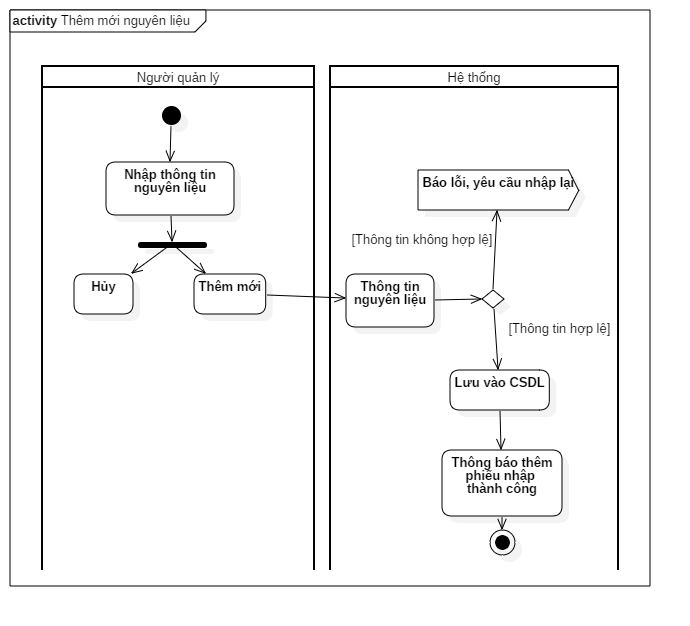 activity Thêm mới nguyên liệu
Người quản lý
Hệ thống
Nhập thông tin
nguyên liệu
Báo lỗi, yêu cầu nhập lại
[Thông tin không hợp lệ]
Hủy
Thêm mới
Thông tin
nguyên liệu
[Thông tin hợp lệ]
Lưu vào CSDL
Thông báo thêm
phiếu nhập
thành công